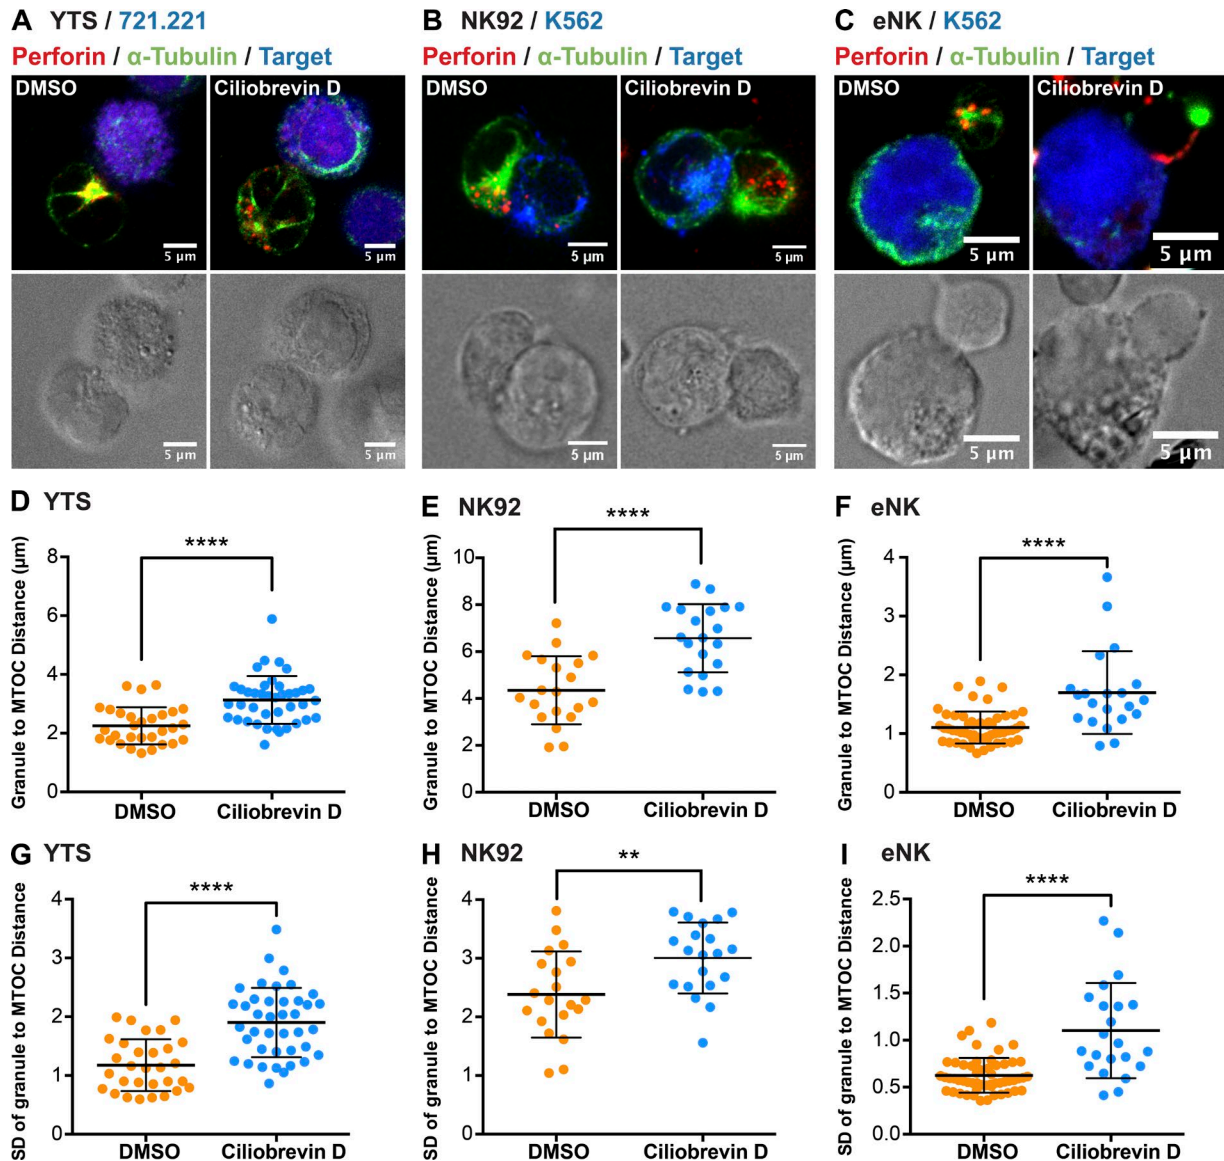 A YTS / 721.221
Perforin / α-Tubulin / Target
DMSO
Ciliobrevin D
5 µm
5 µm
5 µm
5 µm
B NK92 / K562
Perforin / α-Tubulin / Target
DMSO
Ciliobrevin D
5 µm
5 µm
5 µm
5 µm
C eNK / K562
Perforin / α-Tubulin / Target
DMSO
Ciliobrevin D
5 µm
5 µm
5 µm
5 µm
D YTS
****
Granule to MTOC Distance (µm)
8
6
4
2
0
DMSO Ciliobrevin D
E NK92
****
Granule to MTOC Distance (µm)
10
8
6
4
2
0
DMSO Ciliobrevin D
F eNK
****
Granule to MTOC Distance (µm)
4
3
2
1
0
DMSO Ciliobrevin D
G YTS
****
SD of granule to MTOC Distance
4
3
2
1
0
DMSO Ciliobrevin D
H NK92
**
SD of granule to MTOC Distance
4
3
2
1
0
DMSO Ciliobrevin D
I eNK
****
SD of granule to MTOC Distance
2.5
2.0
1.5
1.0
0.5
0.0
DMSO Ciliobrevin D